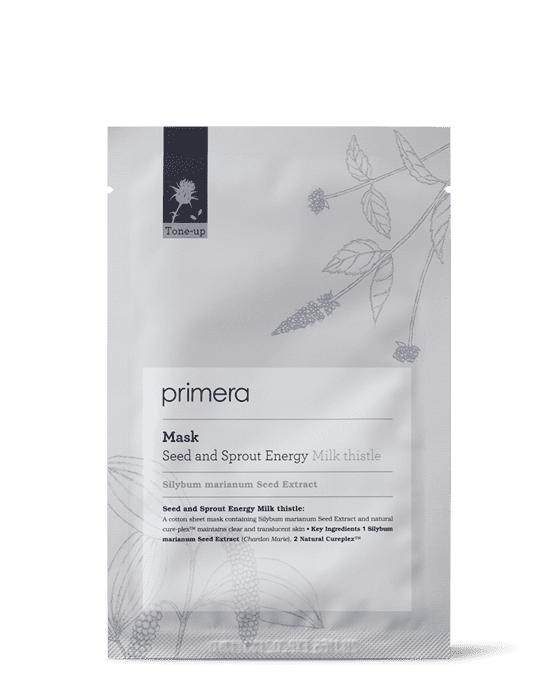 Tone-up
primera
Mask
Seed and Sprout Energy Milk thistle
Silybum marianum Seed Extract
Seed and Sprout Energy Milk thistle:
A cotton sheet mask containing Silybum marianum Seed Extract and natural
cure-plex™ maintains clear and translucent skin • Key Ingredients 1 Silybum
marianum Seed Extract (Chardon Marie), 2 Natural Cureplex™